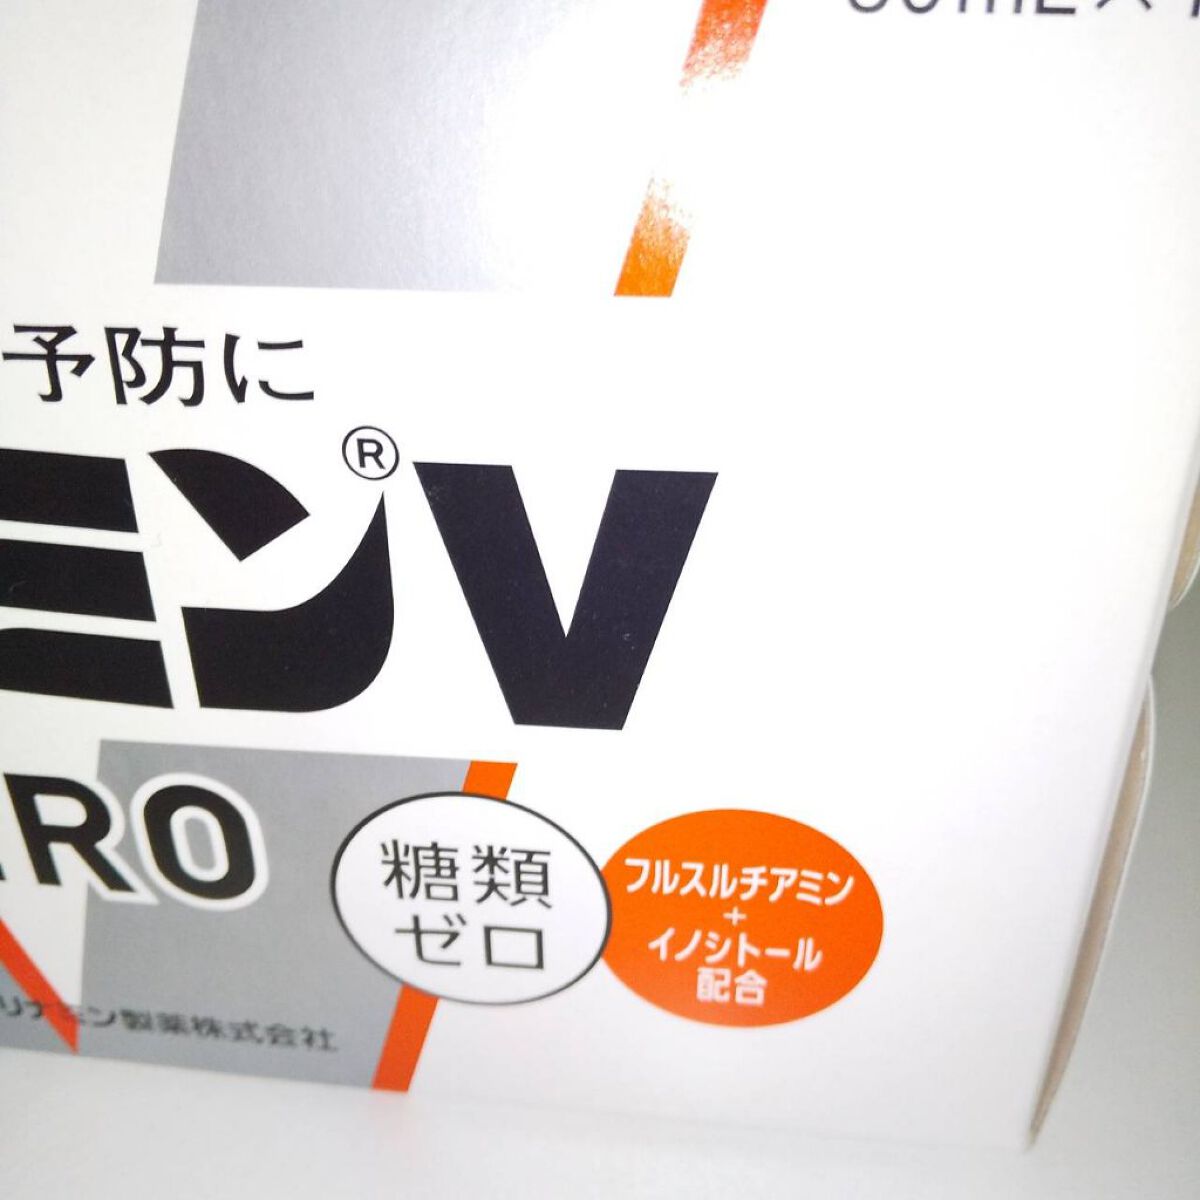 予防に
ミン®V
RO
糖類
ゼロ
フルスルチアミン
+
イノシトール
配合
リナミン製薬株式会社